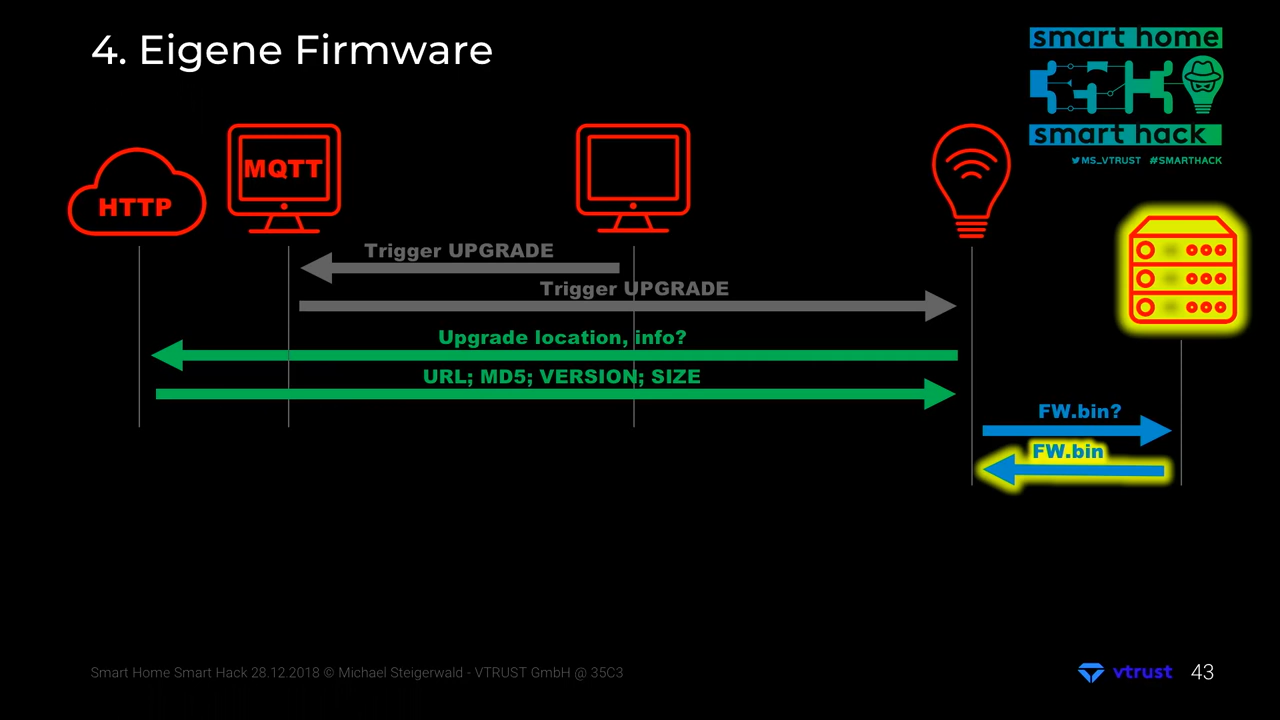 4. Eigene Firmware
smart home
smart hack
MS_VTRUST #SMARTHACK
HTTP
MQTT
Trigger UPGRADE
Trigger UPGRADE
Upgrade location, info?
URL; MD5; VERSION; SIZE
FW.bin?
FW.bin
Smart Home Smart Hack 28.12.2018 © Michael Steigerwald - VTRUST GmbH @ 35C3
vtrust 43